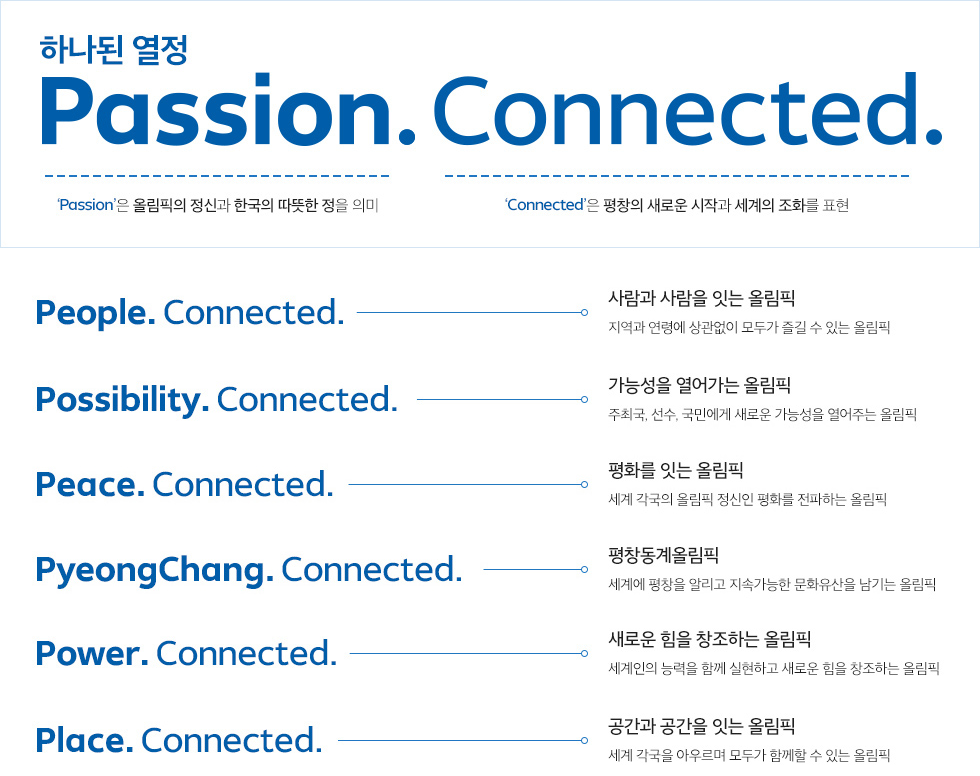 하나된 열정
Passion. Connected.
‘Passion’은 올림픽의 정신과 한국의 따뜻한 정을 의미
‘Connected’은 평창의 새로운 시작과 세계의 조화를 표현
People. Connected.
사람과 사람을 잇는 올림픽
지역과 연령에 상관없이 모두가 즐길 수 있는 올림픽
Possibility. Connected.
가능성을 열어가는 올림픽
주최국, 선수, 국민에게 새로운 가능성을 열어주는 올림픽
Peace. Connected.
평화를 잇는 올림픽
세계 각국의 올림픽 정신인 평화를 전파하는 올림픽
PyeongChang. Connected.
평창동계올림픽
세계에 평창을 알리고 지속가능한 문화유산을 남기는 올림픽
Power. Connected.
새로운 힘을 창조하는 올림픽
세계인의 능력을 함께 실현하고 새로운 힘을 창조하는 올림픽
Place. Connected.
공간과 공간을 잇는 올림픽
세계 각국을 아우르며 모두가 함께할 수 있는 올림픽